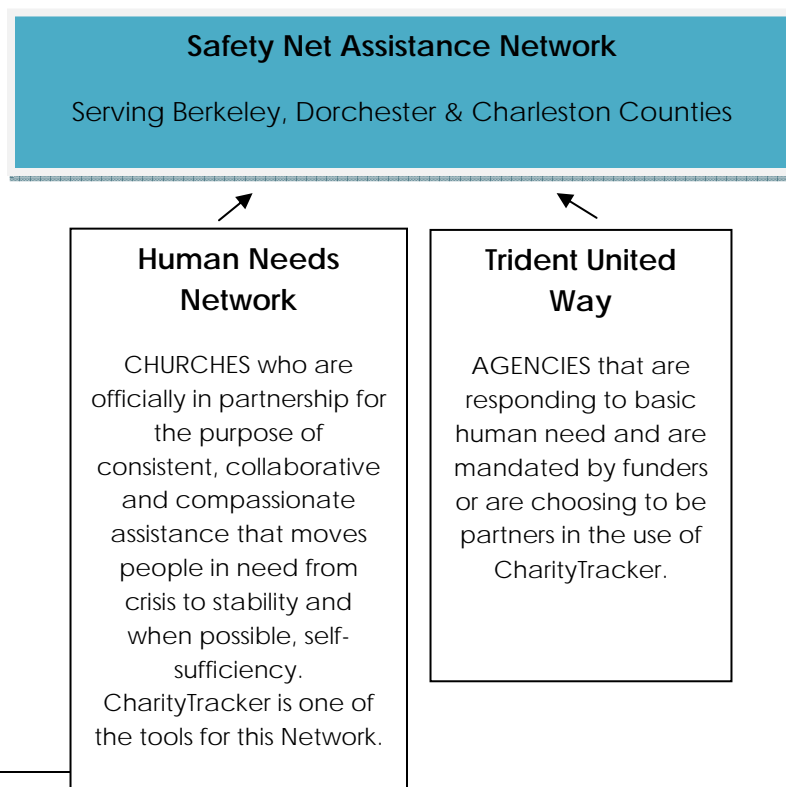 Safety Net Assistance Network
Serving Berkeley, Dorchester & Charleston Counties
Human Needs
Network
CHURCHES who are
officially in partnership for
the purpose of
consistent, collaborative
and compassionate
assistance that moves
people in need from
crisis to stability and
when possible, self-
sufficiency.
CharityTracker is one of
the tools for this Network.
Trident United
Way
AGENCIES that are
responding to basic
human need and are
mandated by funders
or are choosing to be
partners in the use of
CharityTracker.